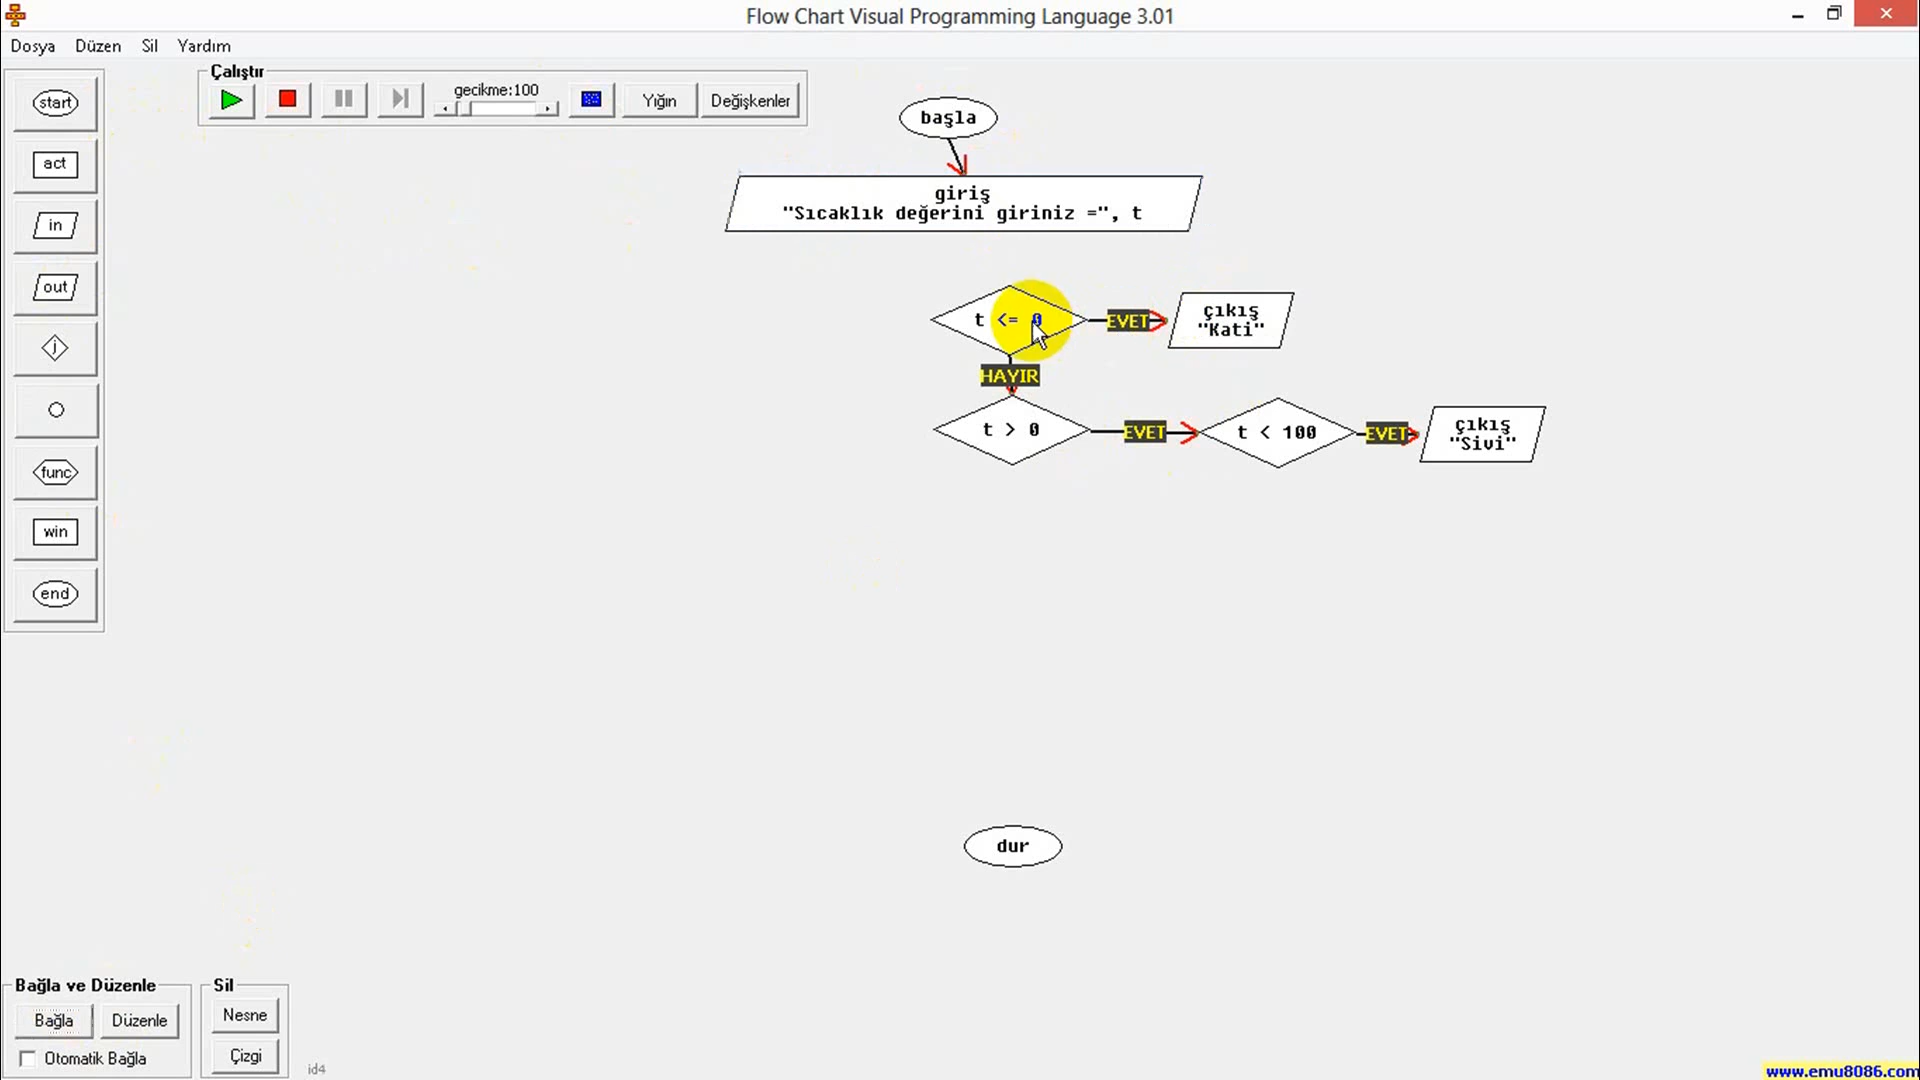 Flow Chart Visual Programming Language 3.01
Dosya Düzen Sil Yardım
Çalıştır
gecikme:100
Yığın
Değişkenler
start
act
in
out
j
func
win
end
başla
giriş
"Sıcaklık değerini giriniz =", t
t <= 0
EVET
çıkış
"Kati"
HAYIR
t > 0
EVET
t < 100
EVET
çıkış
"Sivi"
dur
Bağla ve Düzenle
Bağla
Düzenle
Otomatik Bağla
Sil
Nesne
Çizgi
id4
www.emu8086.com